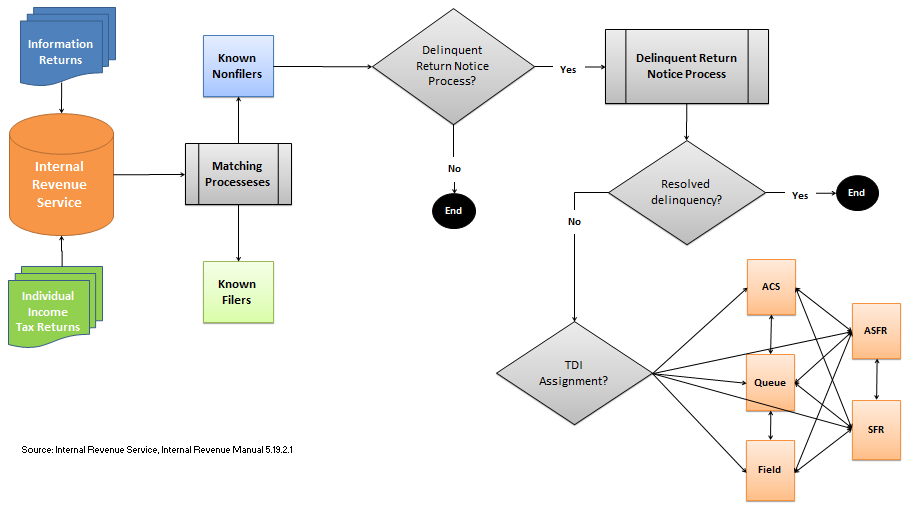 Information
Returns
Internal
Revenue
Service
Individual
Income
Tax Returns
Known
Nonfilers
Matching
Processeses
Known
Filers
Delinquent
Return Notice
Process?
Yes
No
End
Delinquent Return
Notice Process
Resolved
delinquency?
Yes
End
No
TDI
Assignment?
ACS
Queue
Field
ASFR
SFR
Source: Internal Revenue Service, Internal Revenue Manual 5.19.2.1